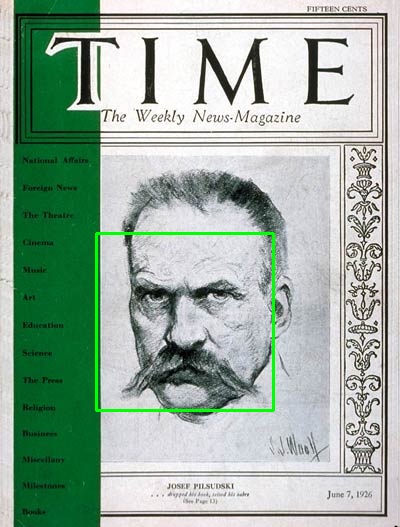 FIFTEEN CENTS
TIME
The Weekly News-Magazine
National Affairs
Foreign News
The Theatre
Cinema
Music
Art
Education
Science
The Press
Religion
Business
Miscellany
Milestones
Books
S.J. Woolf
JOSEF PILSUDSKI
. . . dropped his book, seized his sabre
(See Page 13)
June 7, 1926